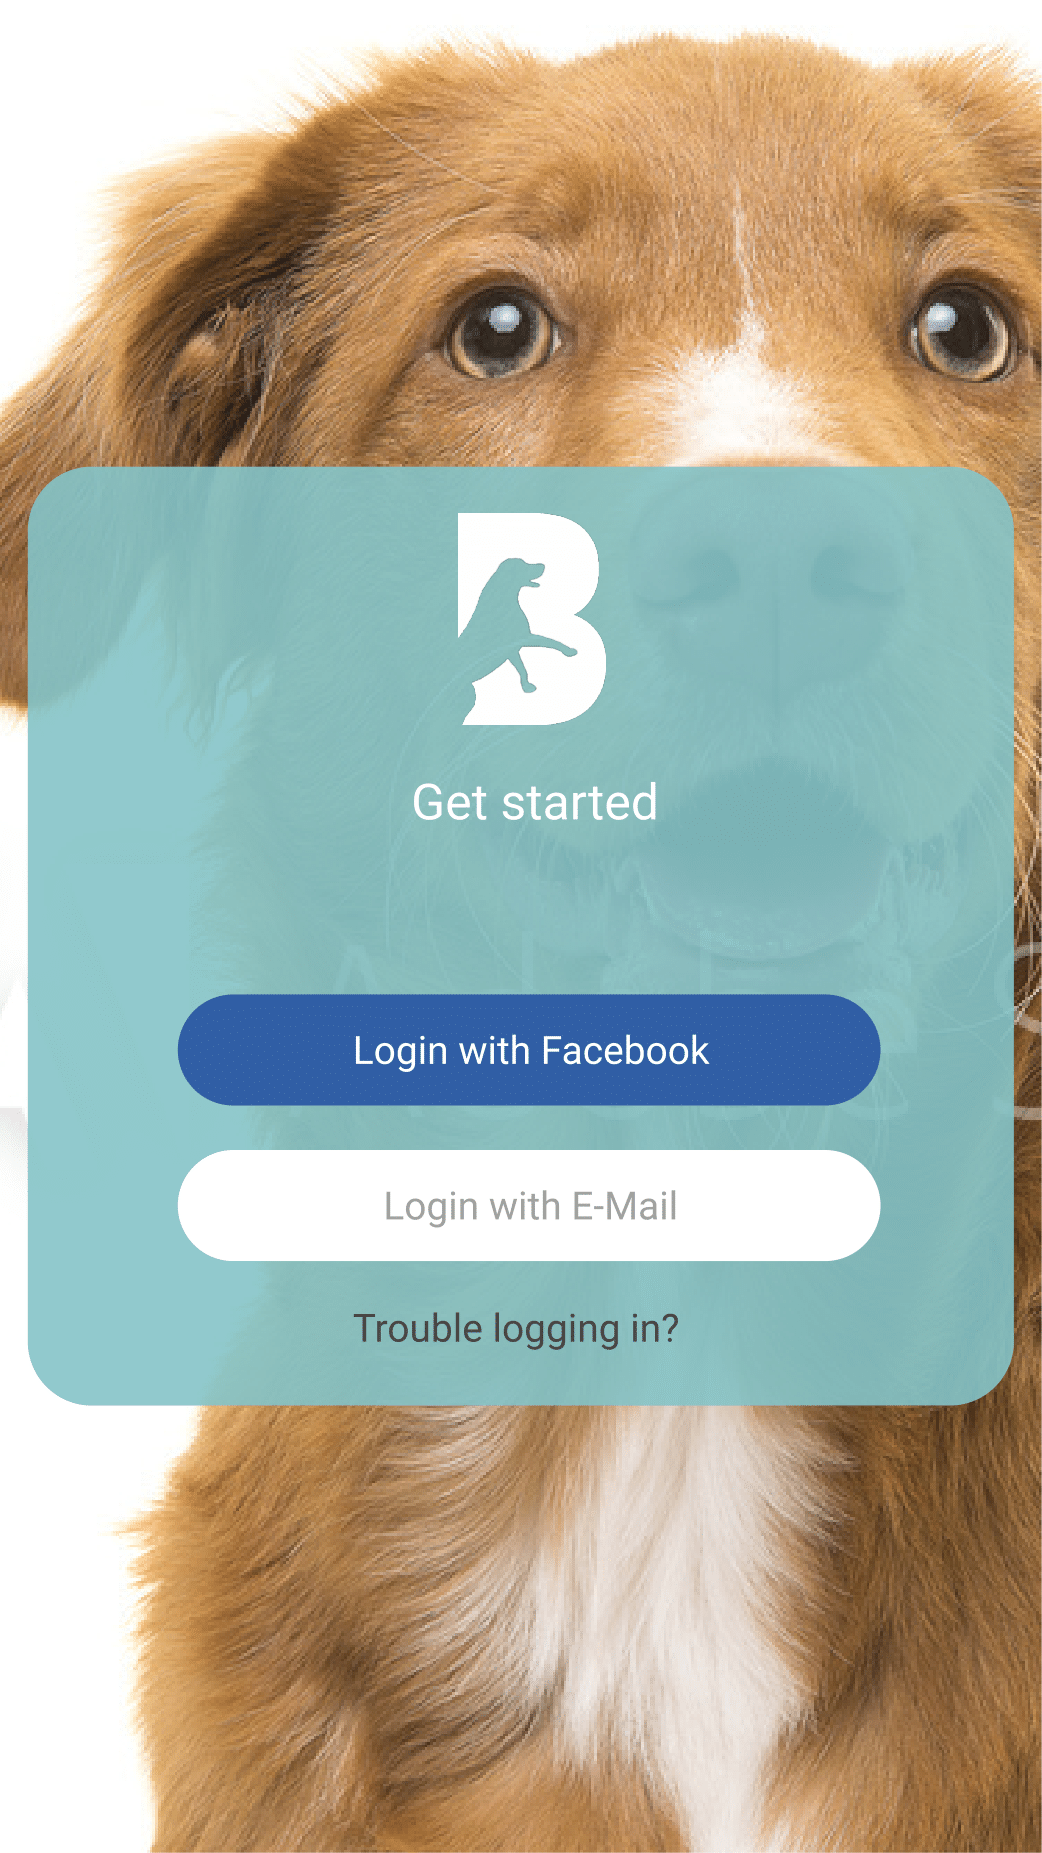 B
Get started
Login with Facebook
Login with E-Mail
Trouble logging in?